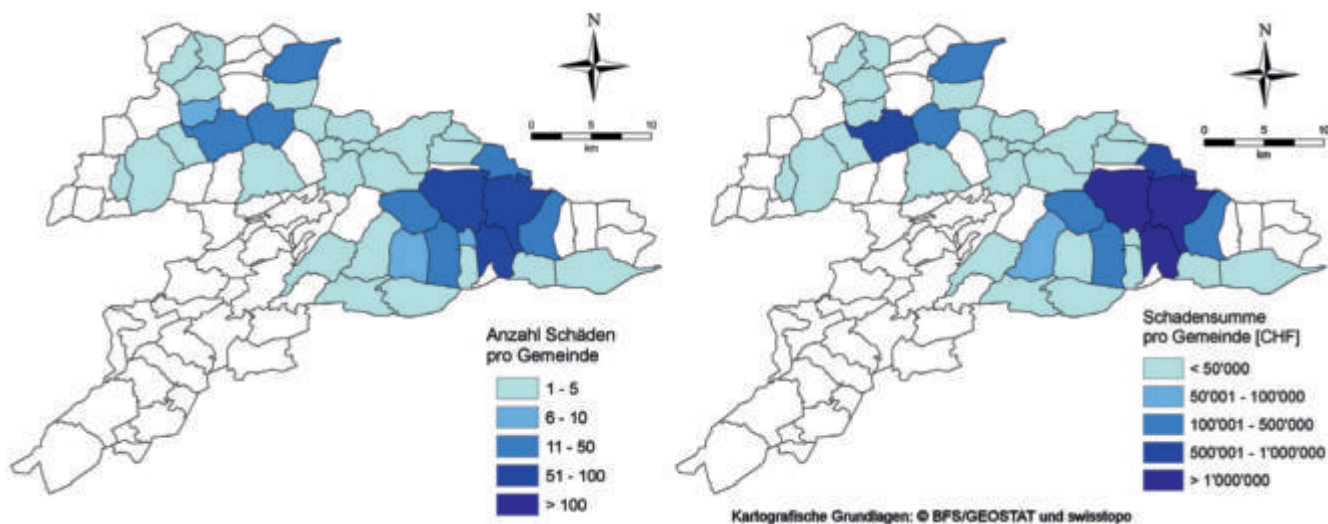 N
0 5 10
km
Anzahl Schäden
pro Gemeinde
1 - 5
6 - 10
11 - 50
51 - 100
> 100
N
0 5 10
km
Schadensumme
pro Gemeinde [CHF]
< 50'000
50'001 - 100'000
100'001 - 500'000
500'001 - 1'000'000
> 1'000'000
Kartografische Grundlagen: © BFS/GEOSTAT und swisstopo